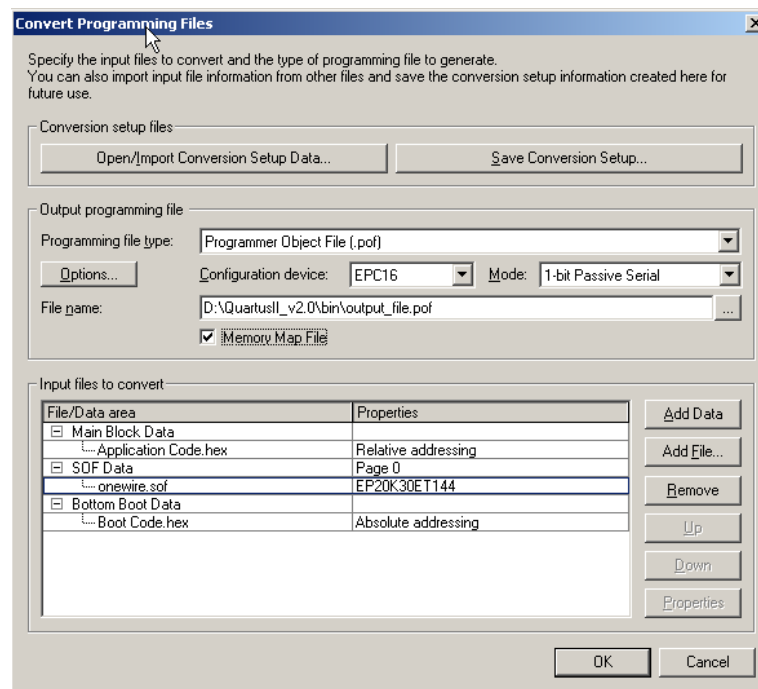 Convert Programming Files
Specify the input files to convert and the type of programming file to generate.
You can also import input file information from other files and save the conversion setup information created here for
future use.
Conversion setup files
Open/Import Conversion Setup Data...
Save Conversion Setup...
Output programming file
Programming file type:
Programmer Object File (.pof)
Options...
Configuration device:
EPC16
Mode:
1-bit Passive Serial
File name:
D:\QuartusII_v2.0\bin\output_file.pof
...
Memory Map File
Input files to convert
File/Data area
Properties
Main Block Data
Application Code.hex
Relative addressing
SOF Data
Page 0
onewire.sof
EP20K30ET144
Bottom Boot Data
Boot Code.hex
Absolute addressing
Add Data
Add File...
Remove
Up
Down
Properties
OK
Cancel